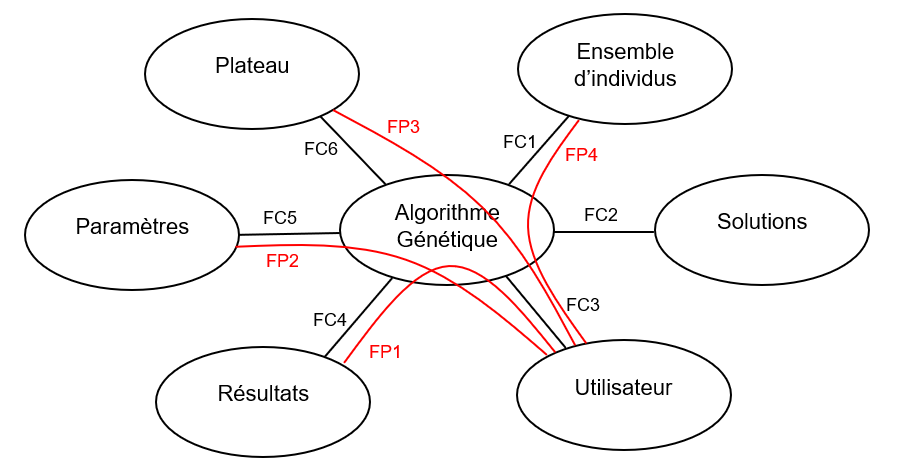 Plateau
Ensemble
d'individus
FP3
FC6
FC1
FP4
Paramètres
FC5
Algorithme
Génétique
FC2
Solutions
FP2
FC4
FC3
FP1
Résultats
Utilisateur